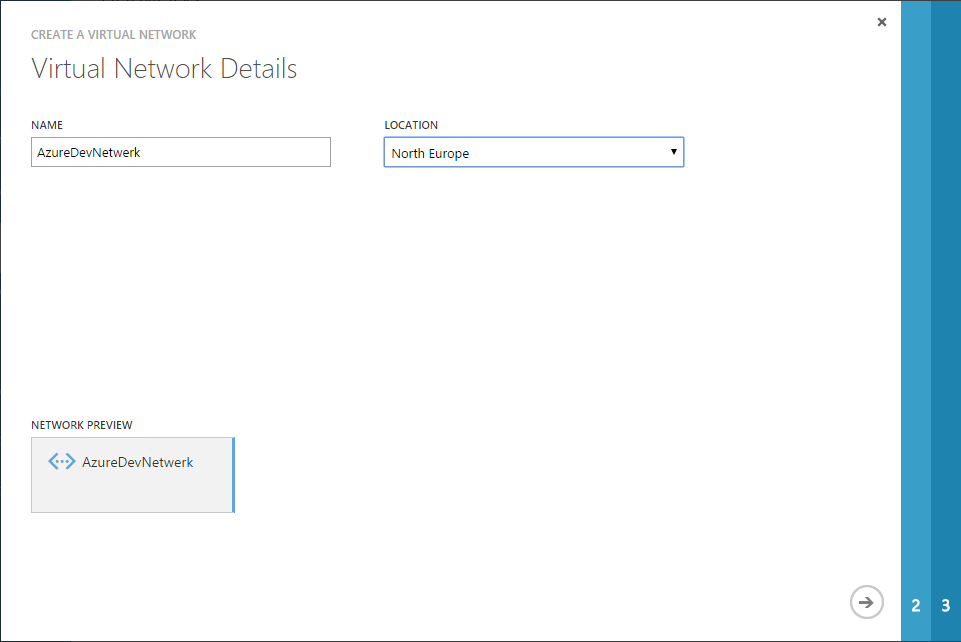 CREATE A VIRTUAL NETWORK
Virtual Network Details
NAME
LOCATION
AzureDevNetwerk
North Europe
NETWORK PREVIEW
AzureDevNetwerk
2 3